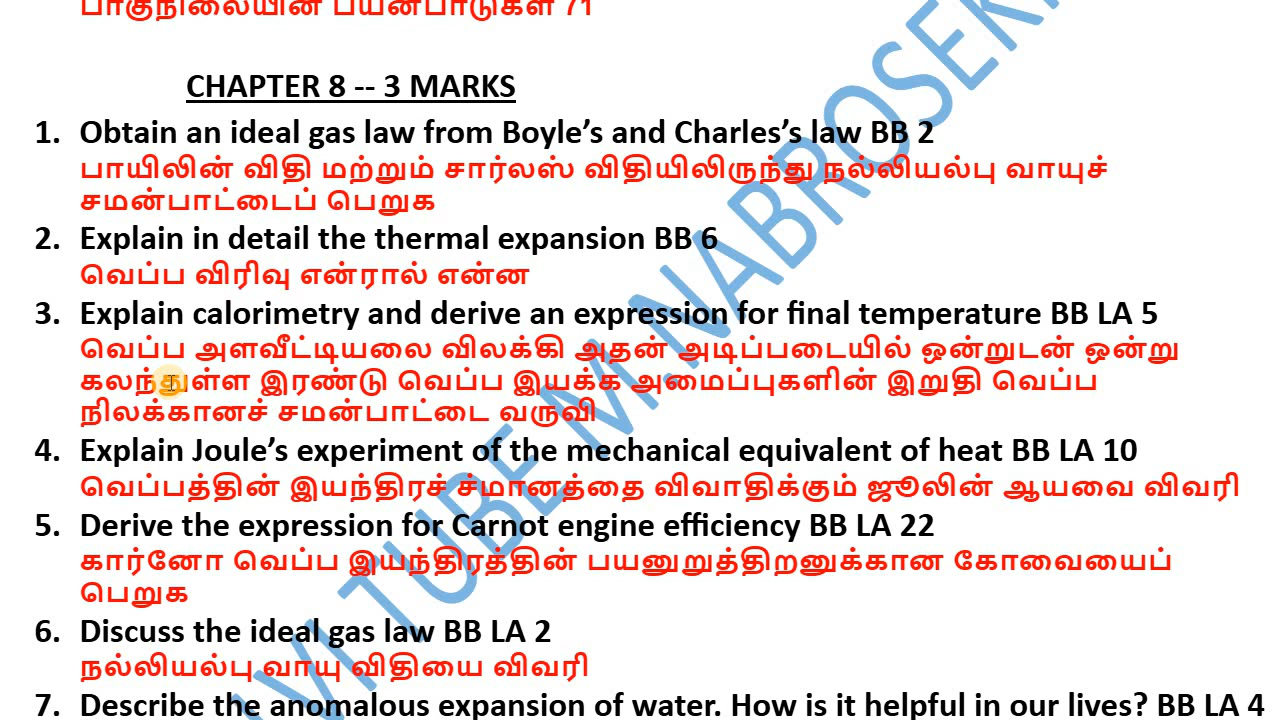 பாகுநிலையின் பயன்பாடுகள் 71
CHAPTER 8 -- 3 MARKS
1. Obtain an ideal gas law from Boyle’s and Charles’s law BB 2
பாயிலின் விதி மற்றும் சார்லஸ் விதியிலிருந்து நல்லியல்பு வாயுச்
சமன்பாட்டைப் பெறுக
2. Explain in detail the thermal expansion BB 6
வெப்ப விரிவு என்ரால் என்ன
3. Explain calorimetry and derive an expression for final temperature BB LA 5
வெப்ப அளவீட்டியலை விலக்கி அதன் அடிப்படையில் ஒன்றுடன் ஒன்று
கலந்துள்ள இரண்டு வெப்ப இயக்க அமைப்புகளின் இறுதி வெப்ப
நிலக்கானச் சமன்பாட்டை வருவி
4. Explain Joule’s experiment of the mechanical equivalent of heat BB LA 10
வெப்பத்தின் இயந்திரச் ச்மானத்தை விவாதிக்கும் ஜூலின் ஆயவை விவரி
5. Derive the expression for Carnot engine efficiency BB LA 22
கார்னோ வெப்ப இயந்திரத்தின் பயனுறுத்திறனுக்கான கோவையைப்
பெறுக
6. Discuss the ideal gas law BB LA 2
நல்லியல்பு வாயு விதியை விவரி
7. Describe the anomalous expansion of water. How is it helpful in our lives? BB LA 4
TUBE M.NABROSEK